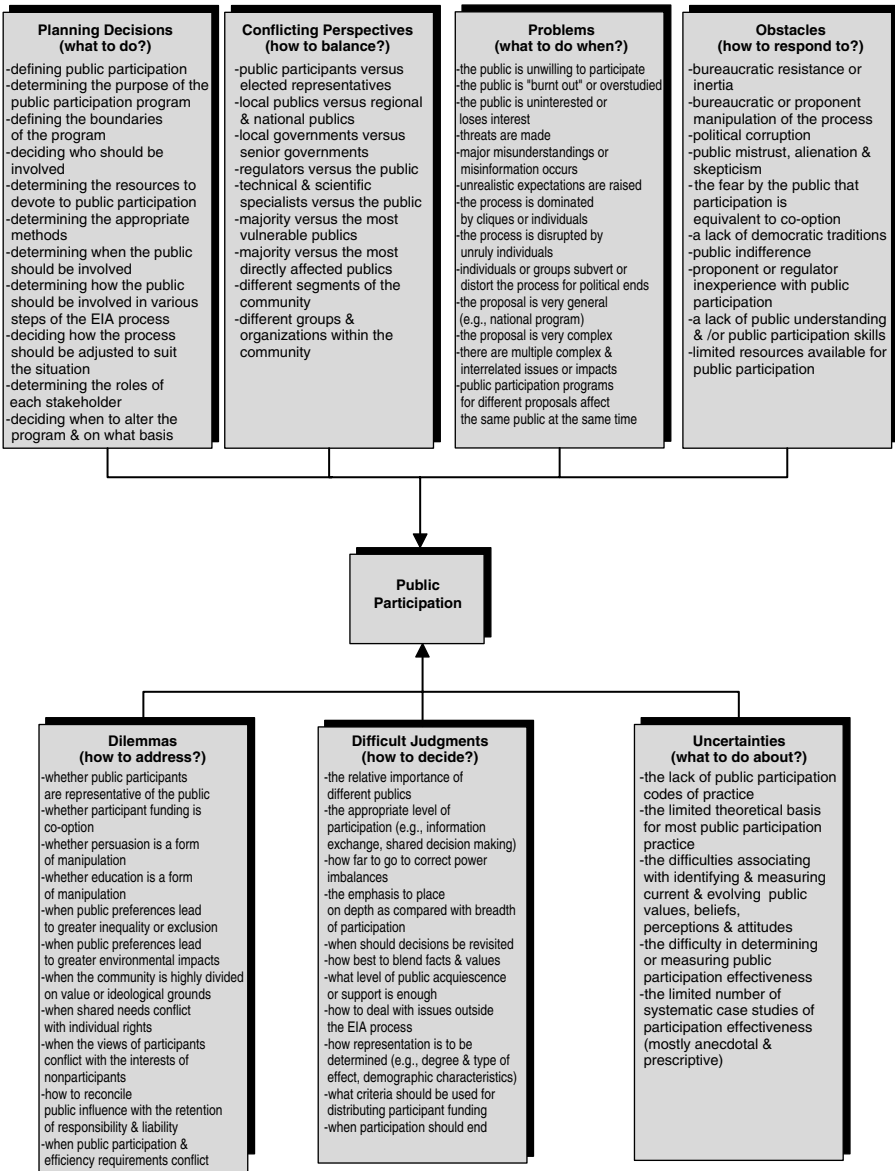 Planning Decisions
(what to do?)
-defining public participation
-determining the purpose of the
public participation program
-defining the boundaries
of the program
-deciding who should be
involved
-determining the resources to
devote to public participation
-determining the appropriate
methods
-determining when the public
should be involved
-determining how the public
should be involved in various
steps of the EIA process
-deciding how the process
should be adjusted to suit
the situation
-determining the roles of
each stakeholder
-deciding when to alter the
program & on what basis
Conflicting Perspectives
(how to balance?)
-public participants versus
elected representatives
-local publics versus regional
& national publics
-local governments versus
senior governments
-regulators versus the public
-technical & scientific
specialists versus the public
-majority versus the most
vulnerable publics
-majority versus the most
directly affected publics
-different segments of the
community
-different groups &
organizations within the
community
Problems
(what to do when?)
-the public is unwilling to participate
-the public is "burnt out" or overstudied
-the public is uninterested or
loses interest
-threats are made
-major misunderstandings or
misinformation occurs
-unrealistic expectations are raised
-the process is dominated
by cliques or individuals
-the process is disrupted by
unruly individuals
-individuals or groups subvert or
distort the process for political ends
-the proposal is very general
(e.g., national program)
-the proposal is very complex
-there are multiple complex &
interrelated issues or impacts
-public participation programs
for different proposals affect
the same public at the same time
Obstacles
(how to respond to?)
-bureaucratic resistance or
inertia
-bureaucratic or proponent
manipulation of the process
-political corruption
-public mistrust, alienation &
skepticism
-the fear by the public that
participation is
equivalent to co-option
-a lack of democratic traditions
-public indifference
-proponent or regulator
inexperience with public
participation
-a lack of public understanding
& /or public participation skills
-limited resources available for
public participation
Public
Participation
Dilemmas
(how to address?)
-whether public participants
are representative of the public
-whether participant funding is
co-option
-whether persuasion is a form
of manipulation
-whether education is a form
of manipulation
-when public preferences lead
to greater inequality or exclusion
-when public preferences lead
to greater environmental impacts
-when the community is highly divided
on value or ideological grounds
-when shared needs conflict
with individual rights
-when the views of participants
conflict with the interests of
nonparticipants
-how to reconcile
public influence with the retention
of responsibility & liability
-when public participation &
efficiency requirements conflict
Difficult Judgments
(how to decide?)
-the relative importance of
different publics
-the appropriate level of
participation (e.g., information
exchange, shared decision making)
-how far to go to correct power
imbalances
-the emphasis to place
on depth as compared with breadth
of participation
-when should decisions be revisited
-how best to blend facts & values
-what level of public acquiescence
or support is enough
-how to deal with issues outside
the EIA process
-how representation is to be
determined (e.g., degree & type of
effect, demographic characteristics)
-what criteria should be used for
distributing participant funding
-when participation should end
Uncertainties
(what to do about?)
-the lack of public participation
codes of practice
-the limited theoretical basis
for most public participation
practice
-the difficulties associating
with identifying & measuring
current & evolving public
values, beliefs,
perceptions & attitudes
-the difficulty in determining
or measuring public
participation effectiveness
-the limited number of
systematic case studies of
participation effectiveness
(mostly anecdotal &
prescriptive)